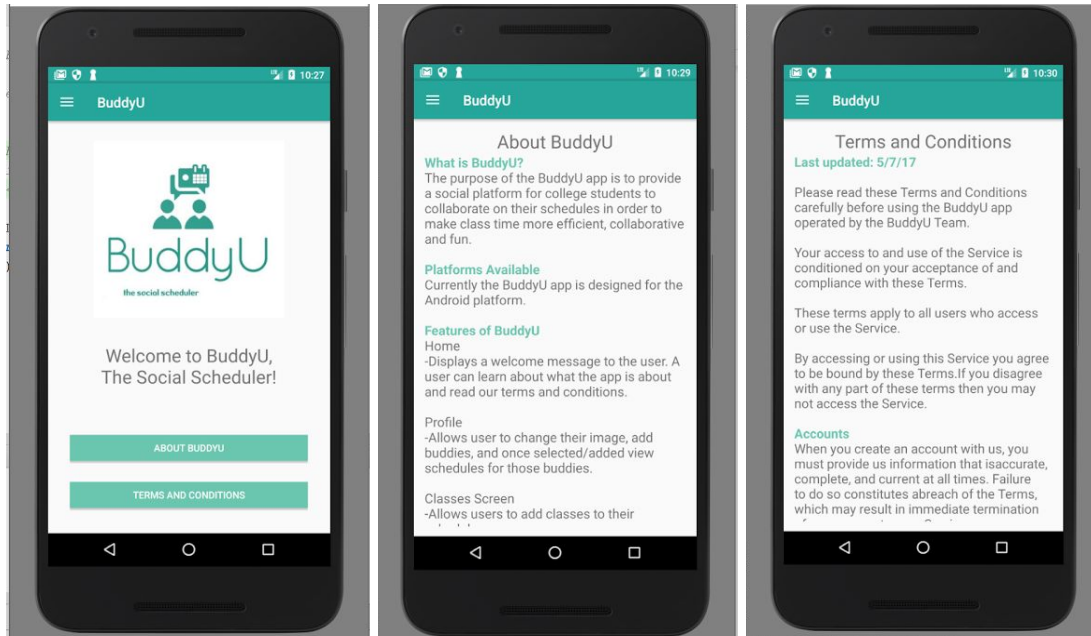 10:27
BuddyU
BuddyU
the social scheduler
Welcome to BuddyU,
The Social Scheduler!
ABOUT BUDDYU
TERMS AND CONDITIONS
10:29
BuddyU
About BuddyU
What is BuddyU?
The purpose of the BuddyU app is to provide
a social platform for college students to
collaborate on their schedules in order to
make class time more efficient, collaborative
and fun.
Platforms Available
Currently the BuddyU app is designed for the
Android platform.
Features of BuddyU
Home
-Displays a welcome message to the user. A
user can learn about what the app is about
and read our terms and conditions.
Profile
-Allows user to change their image, add
buddies, and once selected/added view
schedules for those buddies.
Classes Screen
-Allows users to add classes to their
10:30
BuddyU
Terms and Conditions
Last updated: 5/7/17
Please read these Terms and Conditions
carefully before using the BuddyU app
operated by the BuddyU Team.
Your access to and use of the Service is
conditioned on your acceptance of and
compliance with these Terms.
These terms apply to all users who access
or use the Service.
By accessing or using this Service you agree
to be bound by these Terms.If you disagree
with any part of these terms then you may
not access the Service.
Accounts
When you create an account with us, you
must provide us information that isaccurate,
complete, and current at all times. Failure
to do so constitutes abreach of the Terms,
which may result in immediate termination